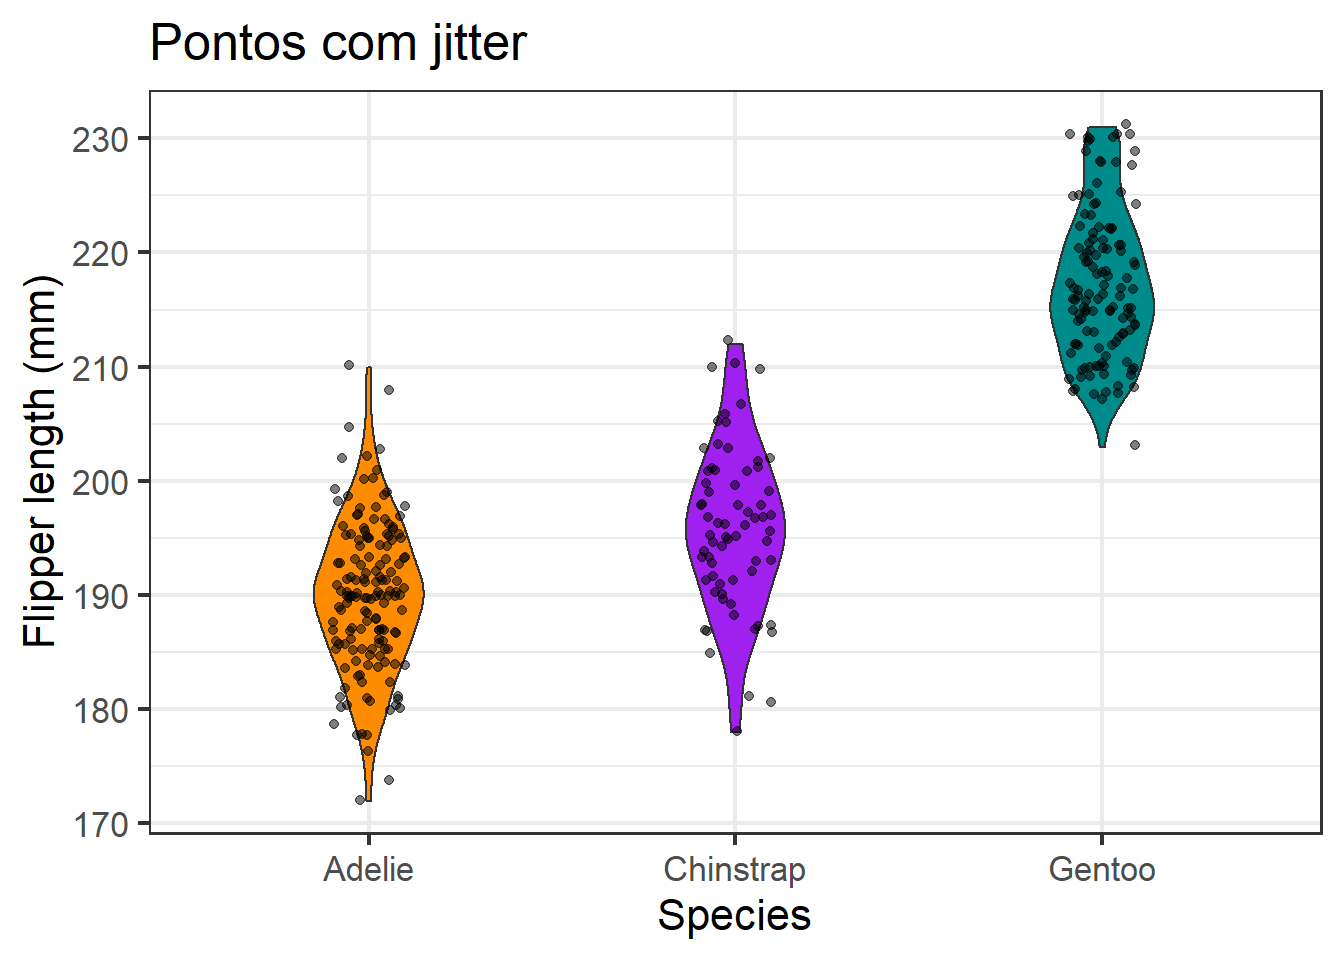 Pontos com jitter
Flipper length (mm)
230
220
210
200
190
180
170
Adelie
Chinstrap
Gentoo
Species